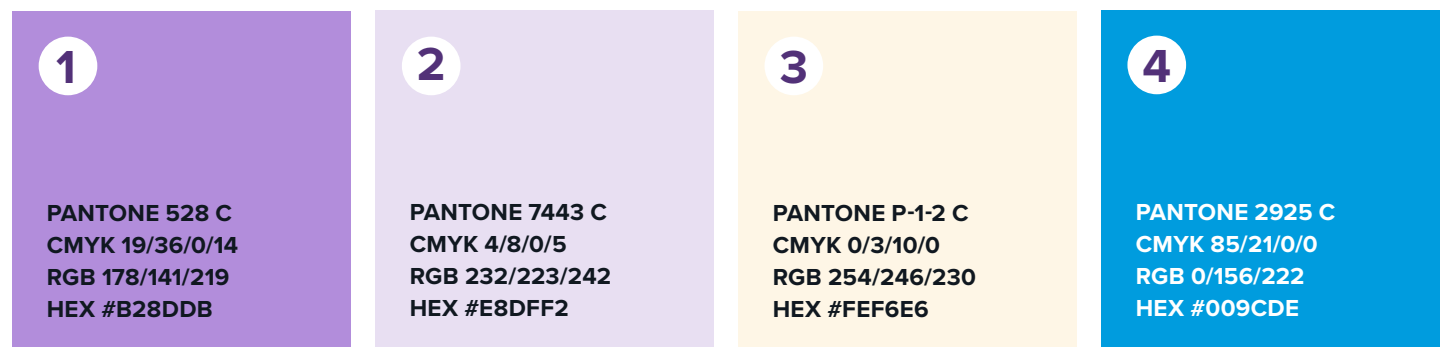 1
PANTONE 528 C
CMYK 19/36/0/14
RGB 178/141/219
HEX #B28DDB
2
PANTONE 7443 C
CMYK 4/8/0/5
RGB 232/223/242
HEX #E8DFF2
3
PANTONE P-1-2 C
CMYK 0/3/10/0
RGB 254/246/230
HEX #FEF6E6
4
PANTONE 2925 C
CMYK 85/21/0/0
RGB 0/156/222
HEX #009CDE